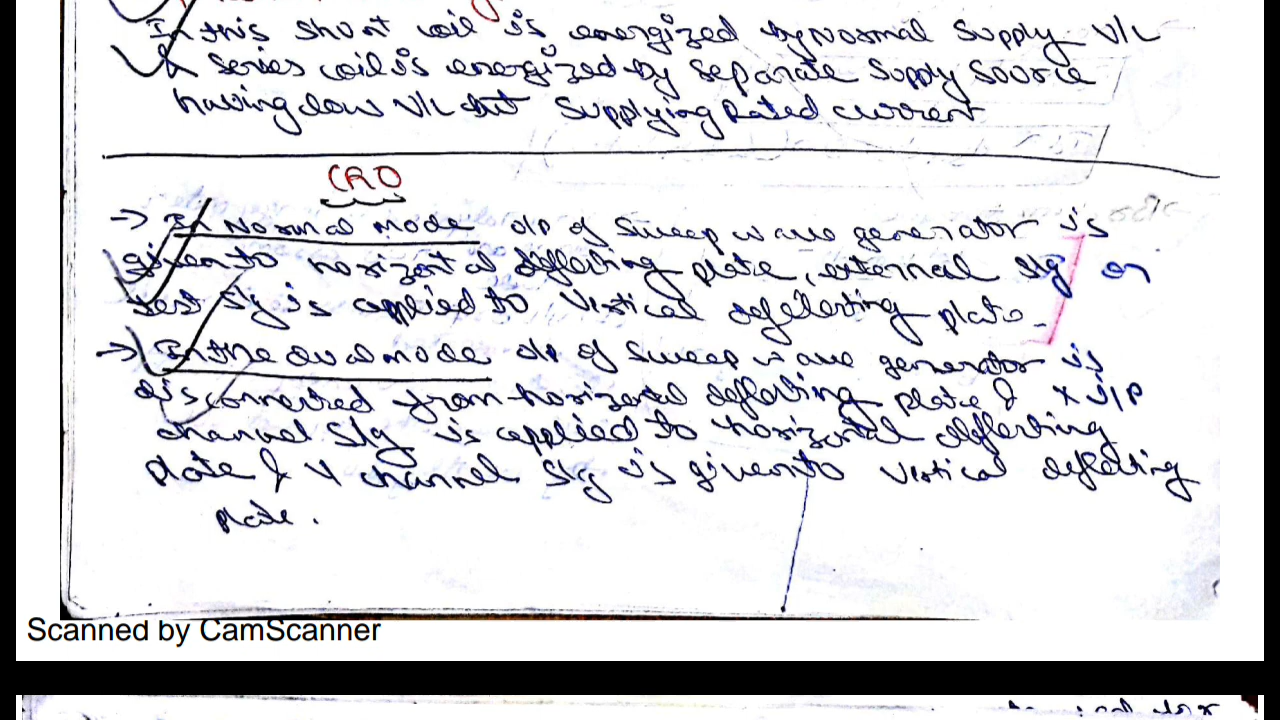 In this shunt coil is energized by Normal Supply V/L
& Series coil is energized by separate Supply Source
having low V/L but Supplying Rated current
CRO
→ In Normal mode o/p of Sweep wave generator is
given to horizontal deflecting plate, external Sig or
test Sig is applied to Vertical deflecting plate.
→ In the dual mode o/p of Sweep wave generator is
disconnected from horizontal deflecting plate & X i/p
channel Sig is applied to horizontal deflecting
plate & Y channel Sig is given to Vertical deflecting
plate.
Scanned by CamScanner